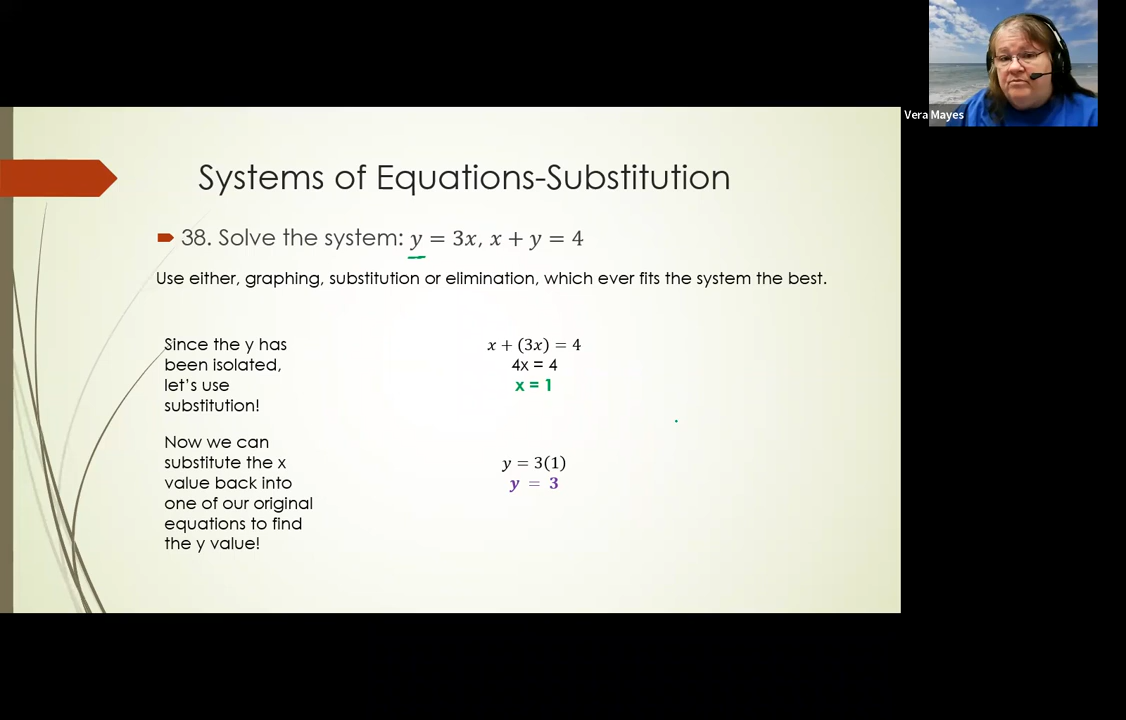 Vera Mayes
Systems of Equations-Substitution
38. Solve the system: y = 3x, x + y = 4
Use either, graphing, substitution or elimination, which ever fits the system the best.
Since the y has
been isolated,
let's use
substitution!
x + (3x) = 4
4x = 4
x = 1
Now we can
substitute the x
value back into
one of our original
equations to find
the y value!
y = 3(1)
y = 3